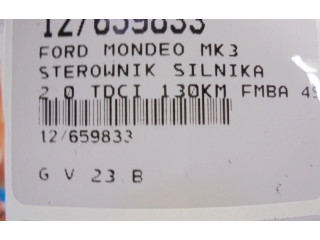 12/659833
FORD MONDEO MK3
STEROWNIK SILNIKA
2.0 TDCI 130KM FMBA
12/659833
G V 23 B